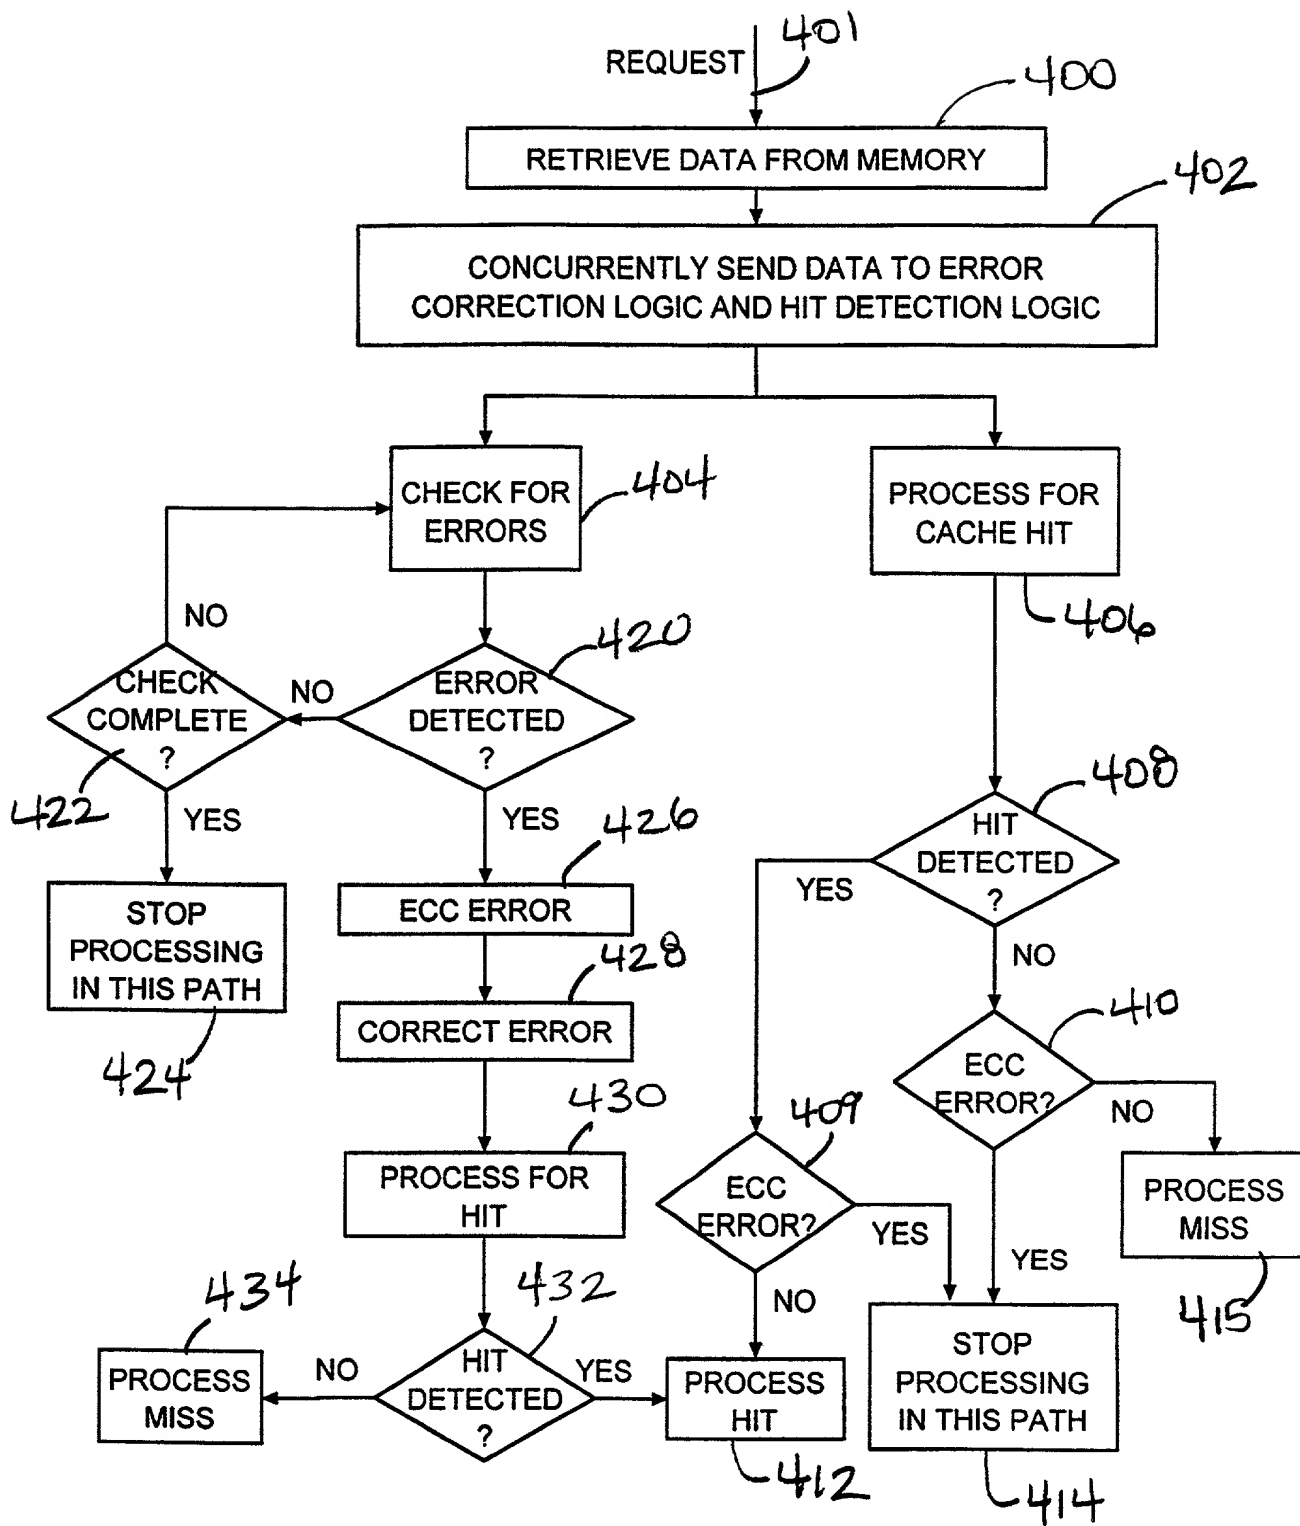 401
REQUEST
400
RETRIEVE DATA FROM MEMORY
402
CONCURRENTLY SEND DATA TO ERROR
CORRECTION LOGIC AND HIT DETECTION LOGIC
CHECK FOR
ERRORS
404
PROCESS FOR
CACHE HIT
406
NO
420
CHECK
COMPLETE
?
422
NO
ERROR
DETECTED
?
YES
YES
426
408
HIT
DETECTED
?
YES
NO
STOP
PROCESSING
IN THIS PATH
424
ECC ERROR
428
CORRECT ERROR
410
ECC
ERROR?
NO
430
PROCESS FOR
HIT
409
ECC
ERROR?
YES
NO
YES
PROCESS
MISS
415
434
432
PROCESS
MISS
NO
HIT
DETECTED
?
YES
PROCESS
HIT
412
STOP
PROCESSING
IN THIS PATH
414